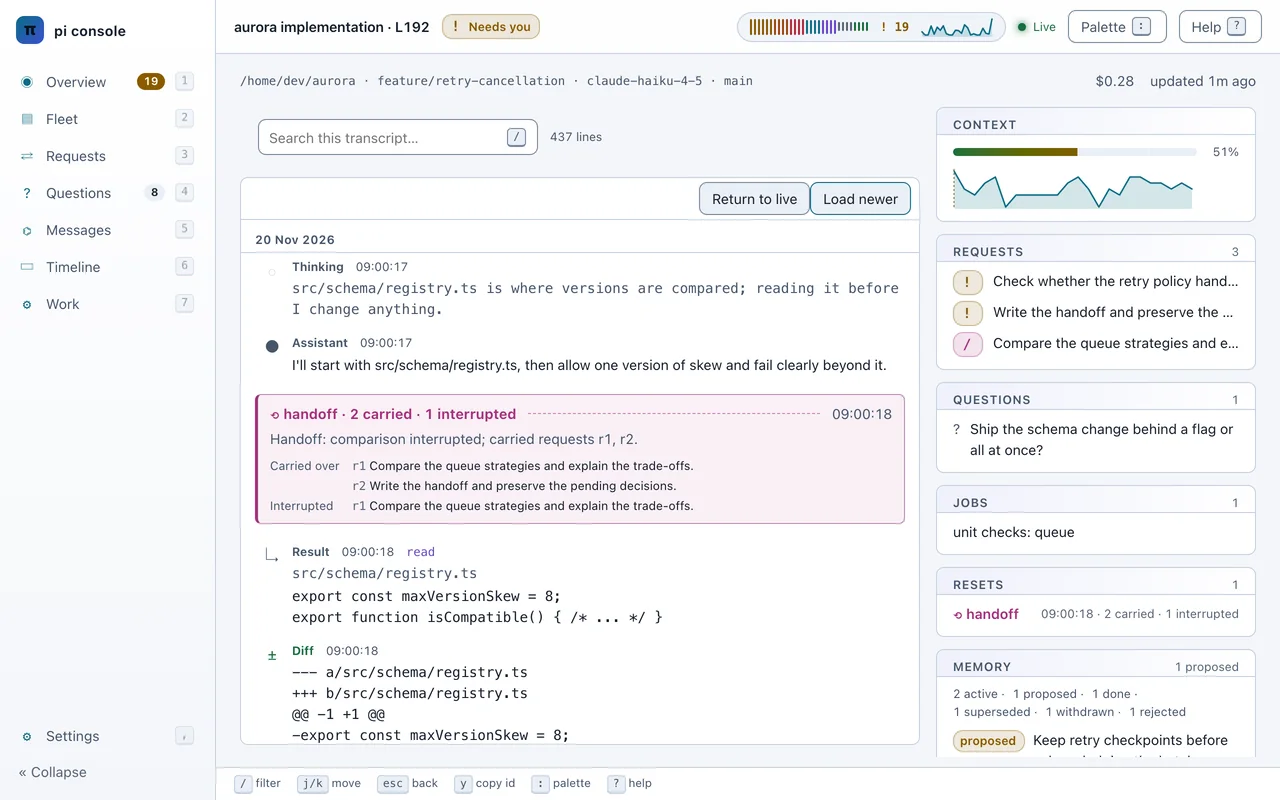 π pi console
Overview 19 1
Fleet 2
Requests 3
? Questions 8 4
Messages 5
Timeline 6
Work 7
Settings ,
« Collapse
aurora implementation · L192 ! Needs you
! 19
Live
Palette :
Help ?
/home/dev/aurora · feature/retry-cancellation · claude-haiku-4-5 · main
$0.28 updated 1m ago
Search this transcript... /
437 lines
Return to live
Load newer
20 Nov 2026
Thinking 09:00:17
src/schema/registry.ts is where versions are compared; reading it before
I change anything.
Assistant 09:00:17
I'll start with src/schema/registry.ts, then allow one version of skew and fail clearly beyond it.
handoff · 2 carried · 1 interrupted 09:00:18
Handoff: comparison interrupted; carried requests r1, r2.
Carried over r1 Compare the queue strategies and explain the trade-offs.
r2 Write the handoff and preserve the pending decisions.
Interrupted r1 Compare the queue strategies and explain the trade-offs.
Result 09:00:18 read
src/schema/registry.ts
export const maxVersionSkew = 8;
export function isCompatible() { /* ... */ }
± Diff 09:00:18
--- a/src/schema/registry.ts
+++ b/src/schema/registry.ts
@@ -1 +1 @@
-export const maxVersionSkew = 8;
CONTEXT
51%
REQUESTS 3
! Check whether the retry policy hand...
! Write the handoff and preserve the ...
/ Compare the queue strategies and e...
QUESTIONS 1
? Ship the schema change behind a flag or
all at once?
JOBS 1
unit checks: queue
RESETS 1
handoff 09:00:18 · 2 carried · 1 interrupted
MEMORY 1 proposed
2 active · 1 proposed · 1 done ·
1 superseded · 1 withdrawn · 1 rejected
proposed Keep retry checkpoints before
/ filter j/k move esc back y copy id : palette ? help